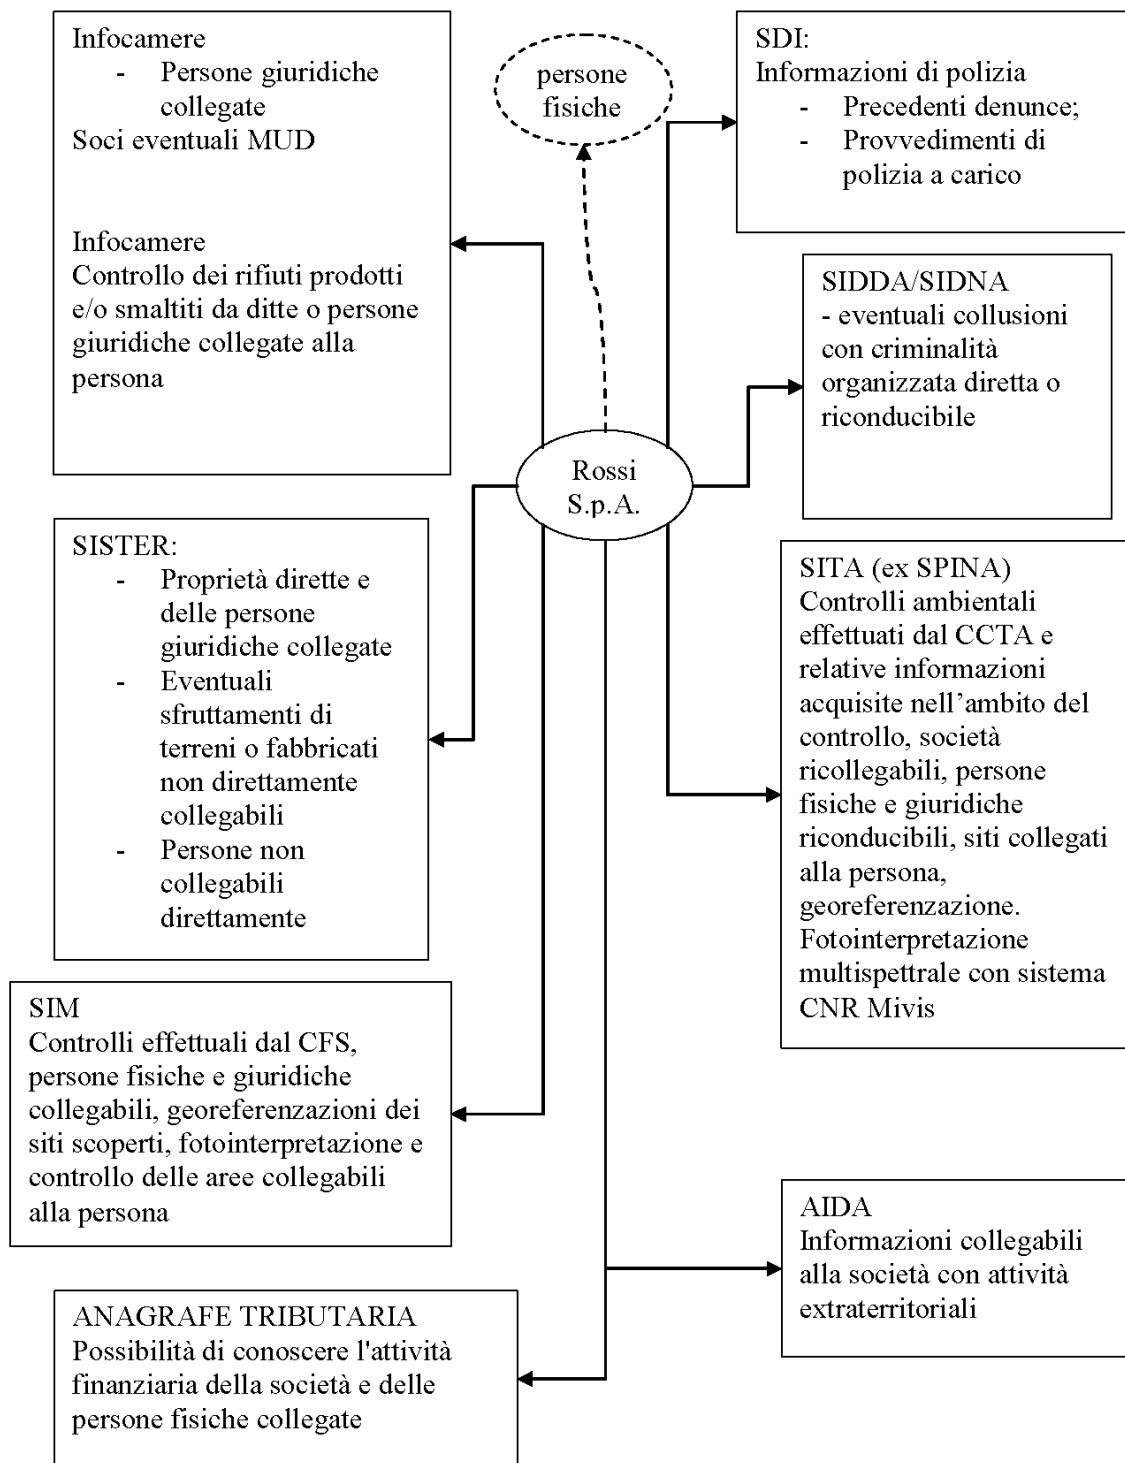 Infocamere
- Persone giuridiche
collegate
Soci eventuali MUD
Infocamere
Controllo dei rifiuti prodotti
e/o smaltiti da ditte o persone
giuridiche collegate alla
persona
persone
fisiche
SDI:
Informazioni di polizia
- Precedenti denunce;
- Provvedimenti di
polizia a carico
SIDDA/SIDNA
- eventuali collusioni
con criminalità
organizzata diretta o
riconducibile
Rossi
S.p.A.
SISTER:
- Proprietà dirette e
delle persone
giuridiche collegate
- Eventuali
sfruttamenti di
terreni o fabbricati
non direttamente
collegabili
- Persone non
collegabili
direttamente
SITA (ex SPINA)
Controlli ambientali
effettuati dal CCTA e
relative informazioni
acquisite nell’ambito del
controllo, società
ricollegabili, persone
fisiche e giuridiche
riconducibili, siti collegati
alla persona,
georeferenzazione.
Fotointerpretazione
multispettrale con sistema
CNR Mivis
SIM
Controlli effettuali dal CFS,
persone fisiche e giuridiche
collegabili, georeferenzazioni dei
siti scoperti, fotointerpretazione e
controllo delle aree collegabili
alla persona
AIDA
Informazioni collegabili
alla società con attività
extraterritoriali
ANAGRAFE TRIBUTARIA
Possibilità di conoscere l'attività
finanziaria della società e delle
persone fisiche collegate